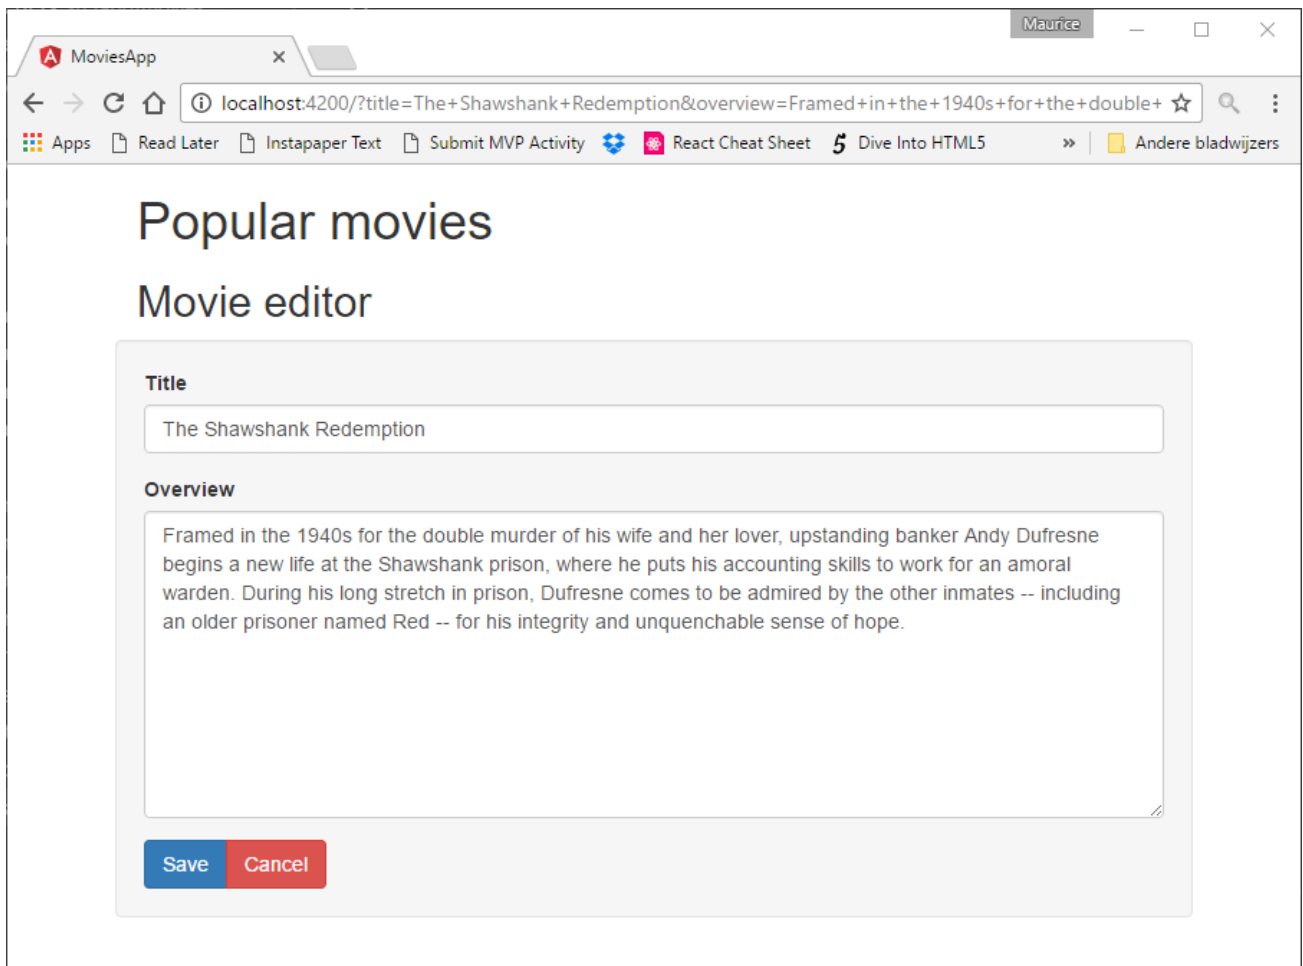 Maurice
MoviesApp
localhost:4200/?title=The+Shawshank+Redemption&overview=Framed+in+the+1940s+for+the+double+
Apps Read Later Instapaper Text Submit MVP Activity React Cheat Sheet 5 Dive Into HTML5 » Andere bladwijzers
Popular movies
Movie editor
Title
The Shawshank Redemption
Overview
Framed in the 1940s for the double murder of his wife and her lover, upstanding banker Andy Dufresne
begins a new life at the Shawshank prison, where he puts his accounting skills to work for an amoral
warden. During his long stretch in prison, Dufresne comes to be admired by the other inmates -- including
an older prisoner named Red -- for his integrity and unquenchable sense of hope.
Save Cancel